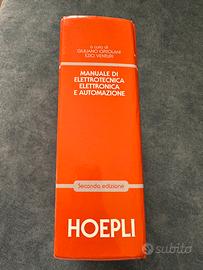 a cura di
GIULIANO ORTOLANI
EZIO VENTURI
MANUALE DI
ELETTROTECNICA
ELETTRONICA
E AUTOMAZIONE
Seconda edizione
HOEPLI
subito